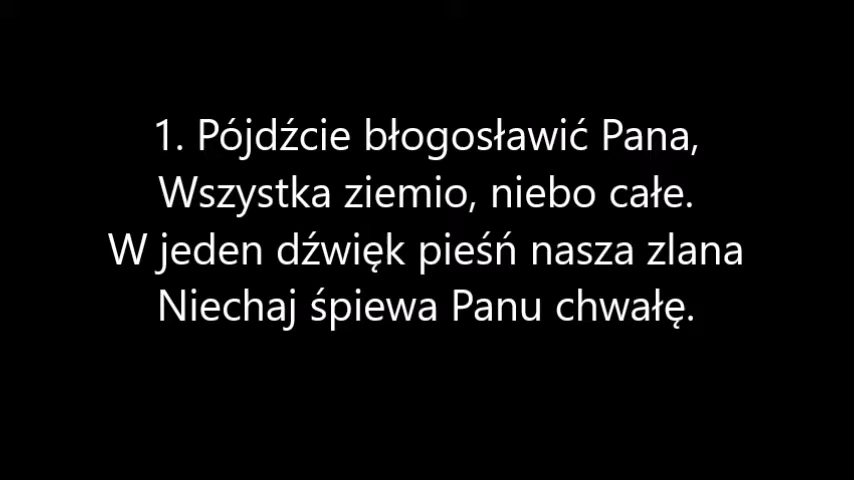 1. Pójdźcie błogosławić Pana,
Wszystka ziemio, niebo całe.
W jeden dźwięk pieśń nasza zlana
Niechaj śpiewa Panu chwałę.